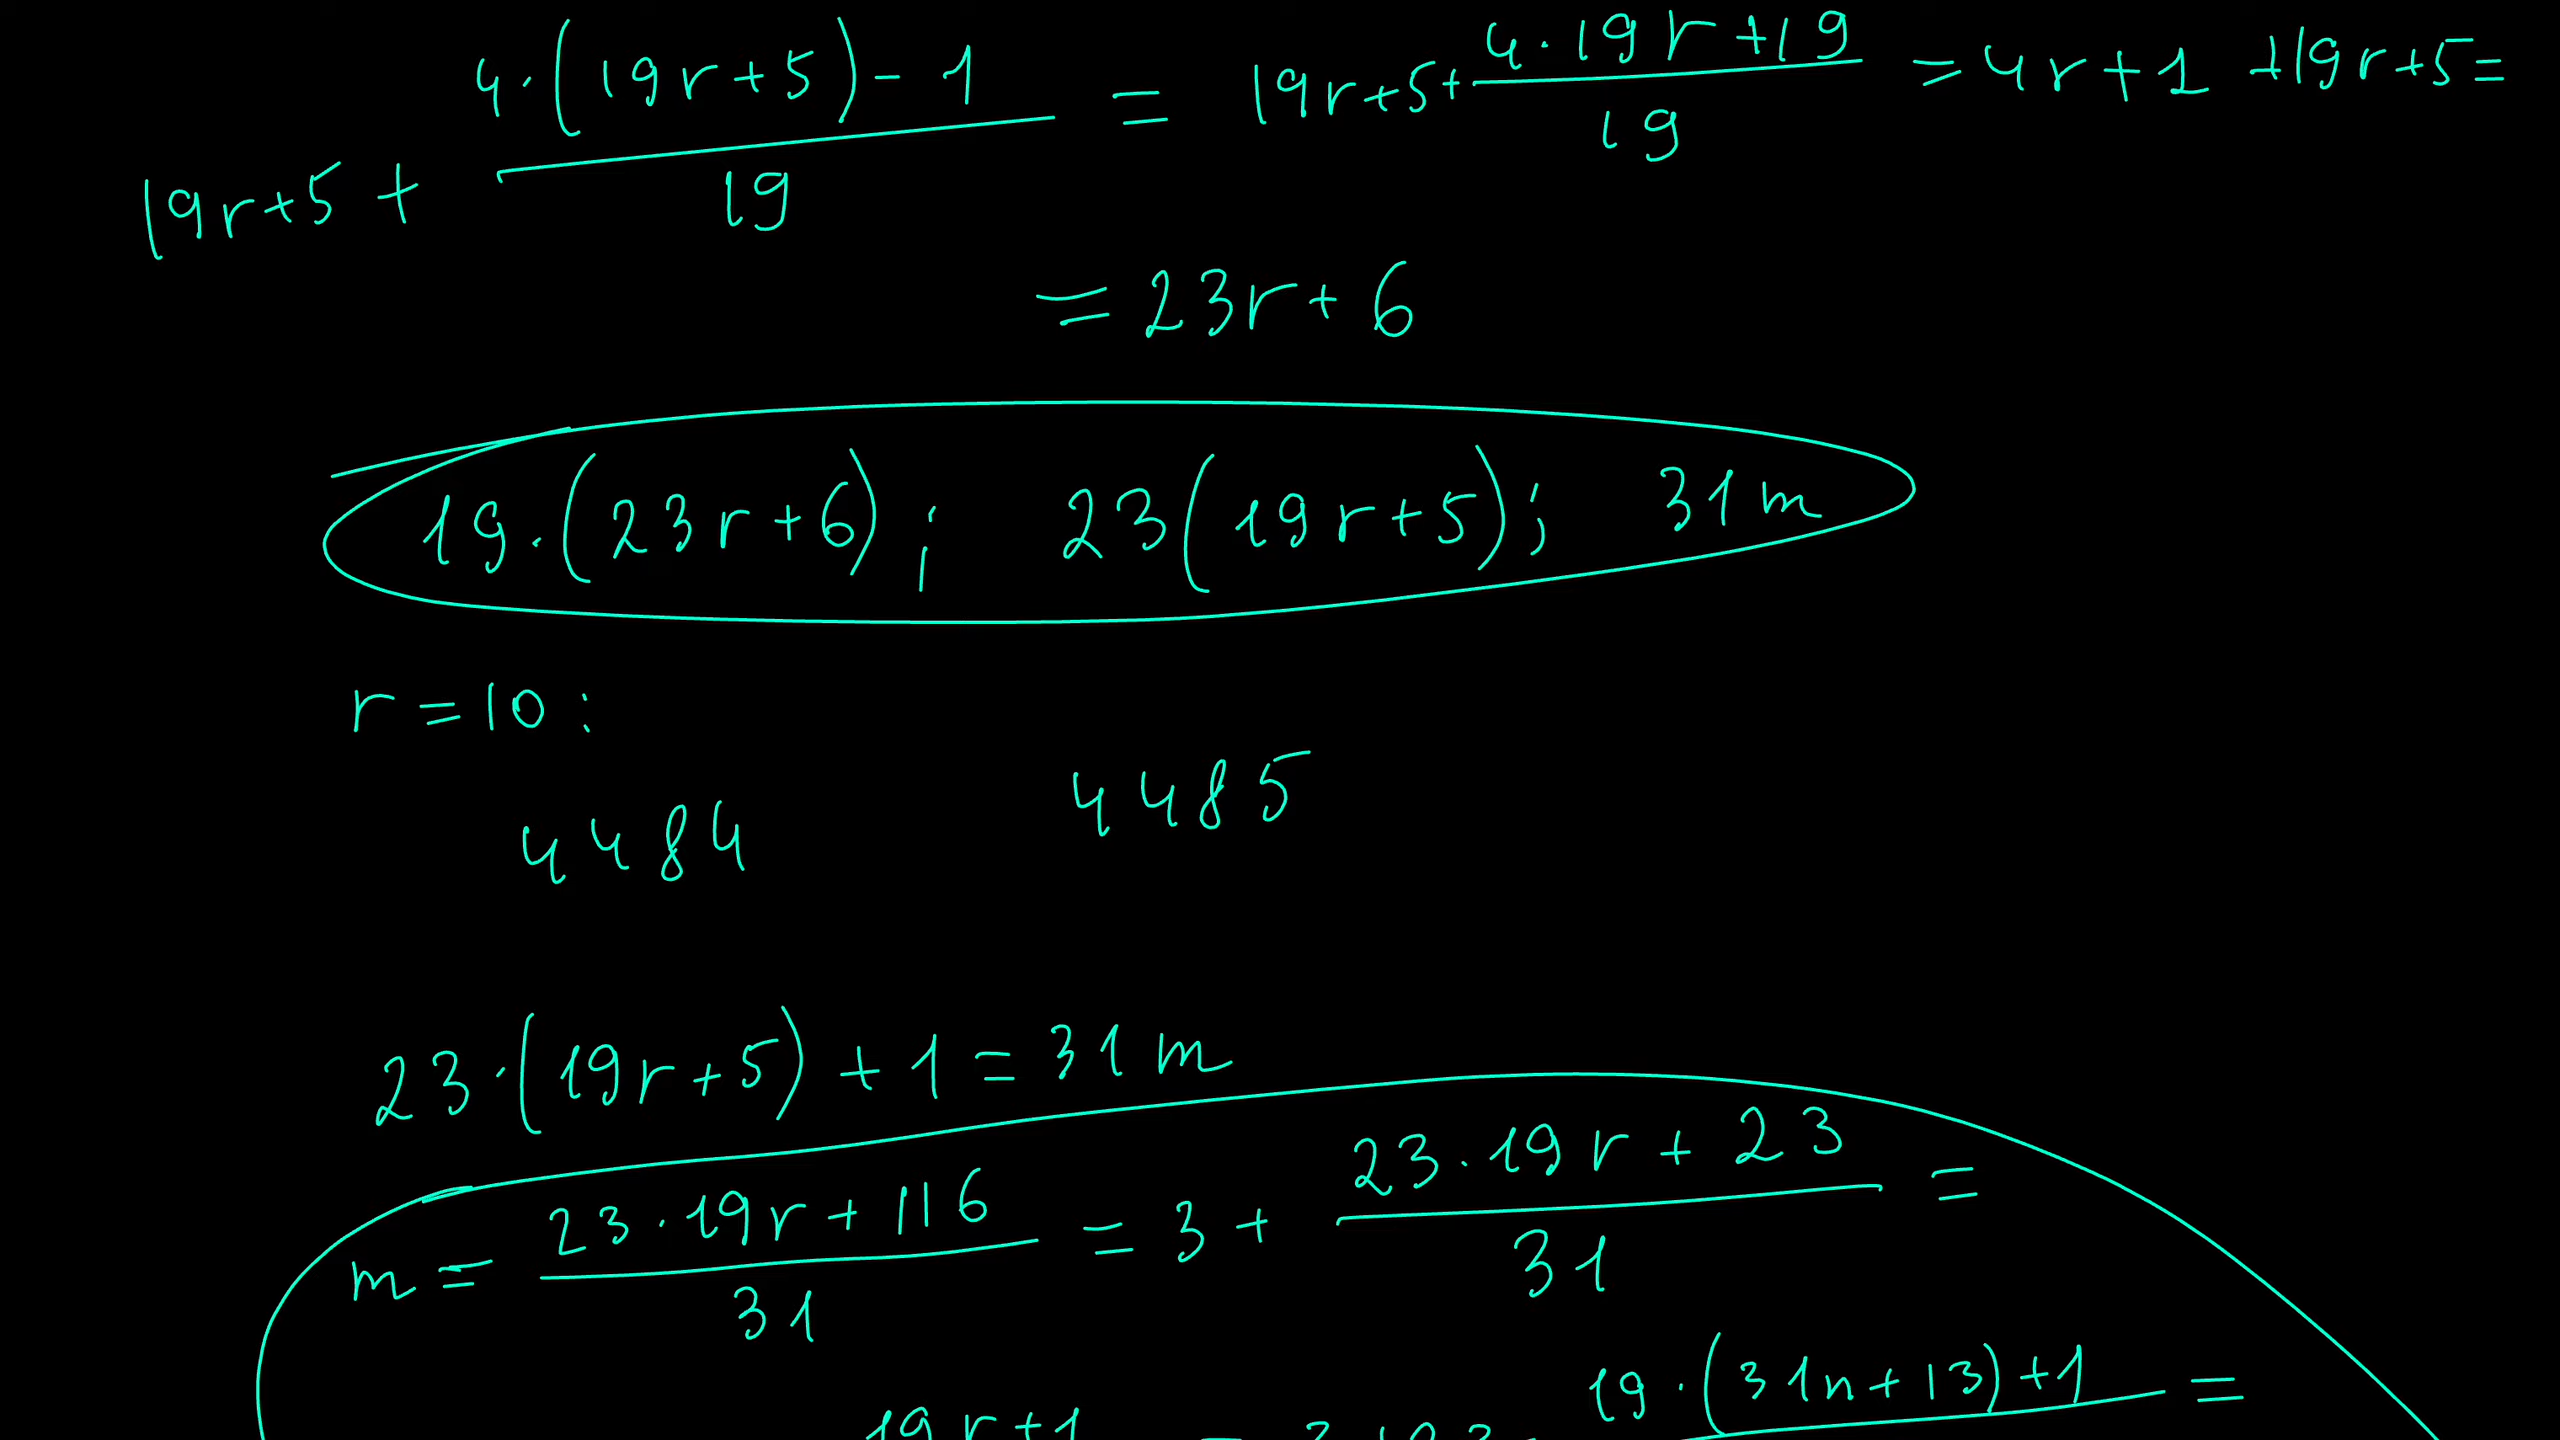 19r+5 + (4·(19r+5)-1)/19 = 19r+5+ (4·19r+19)/19 = 4r+1 +19r+5=
= 23r+6
19·(23r+6); 23(19r+5); 31m
r=10:
4484 4485
23·(19r+5)+1=31m
m= (23·19r+116)/31 = 3+ (23·19r+23)/31 =
19r+1 19·(31n+13)+1 =